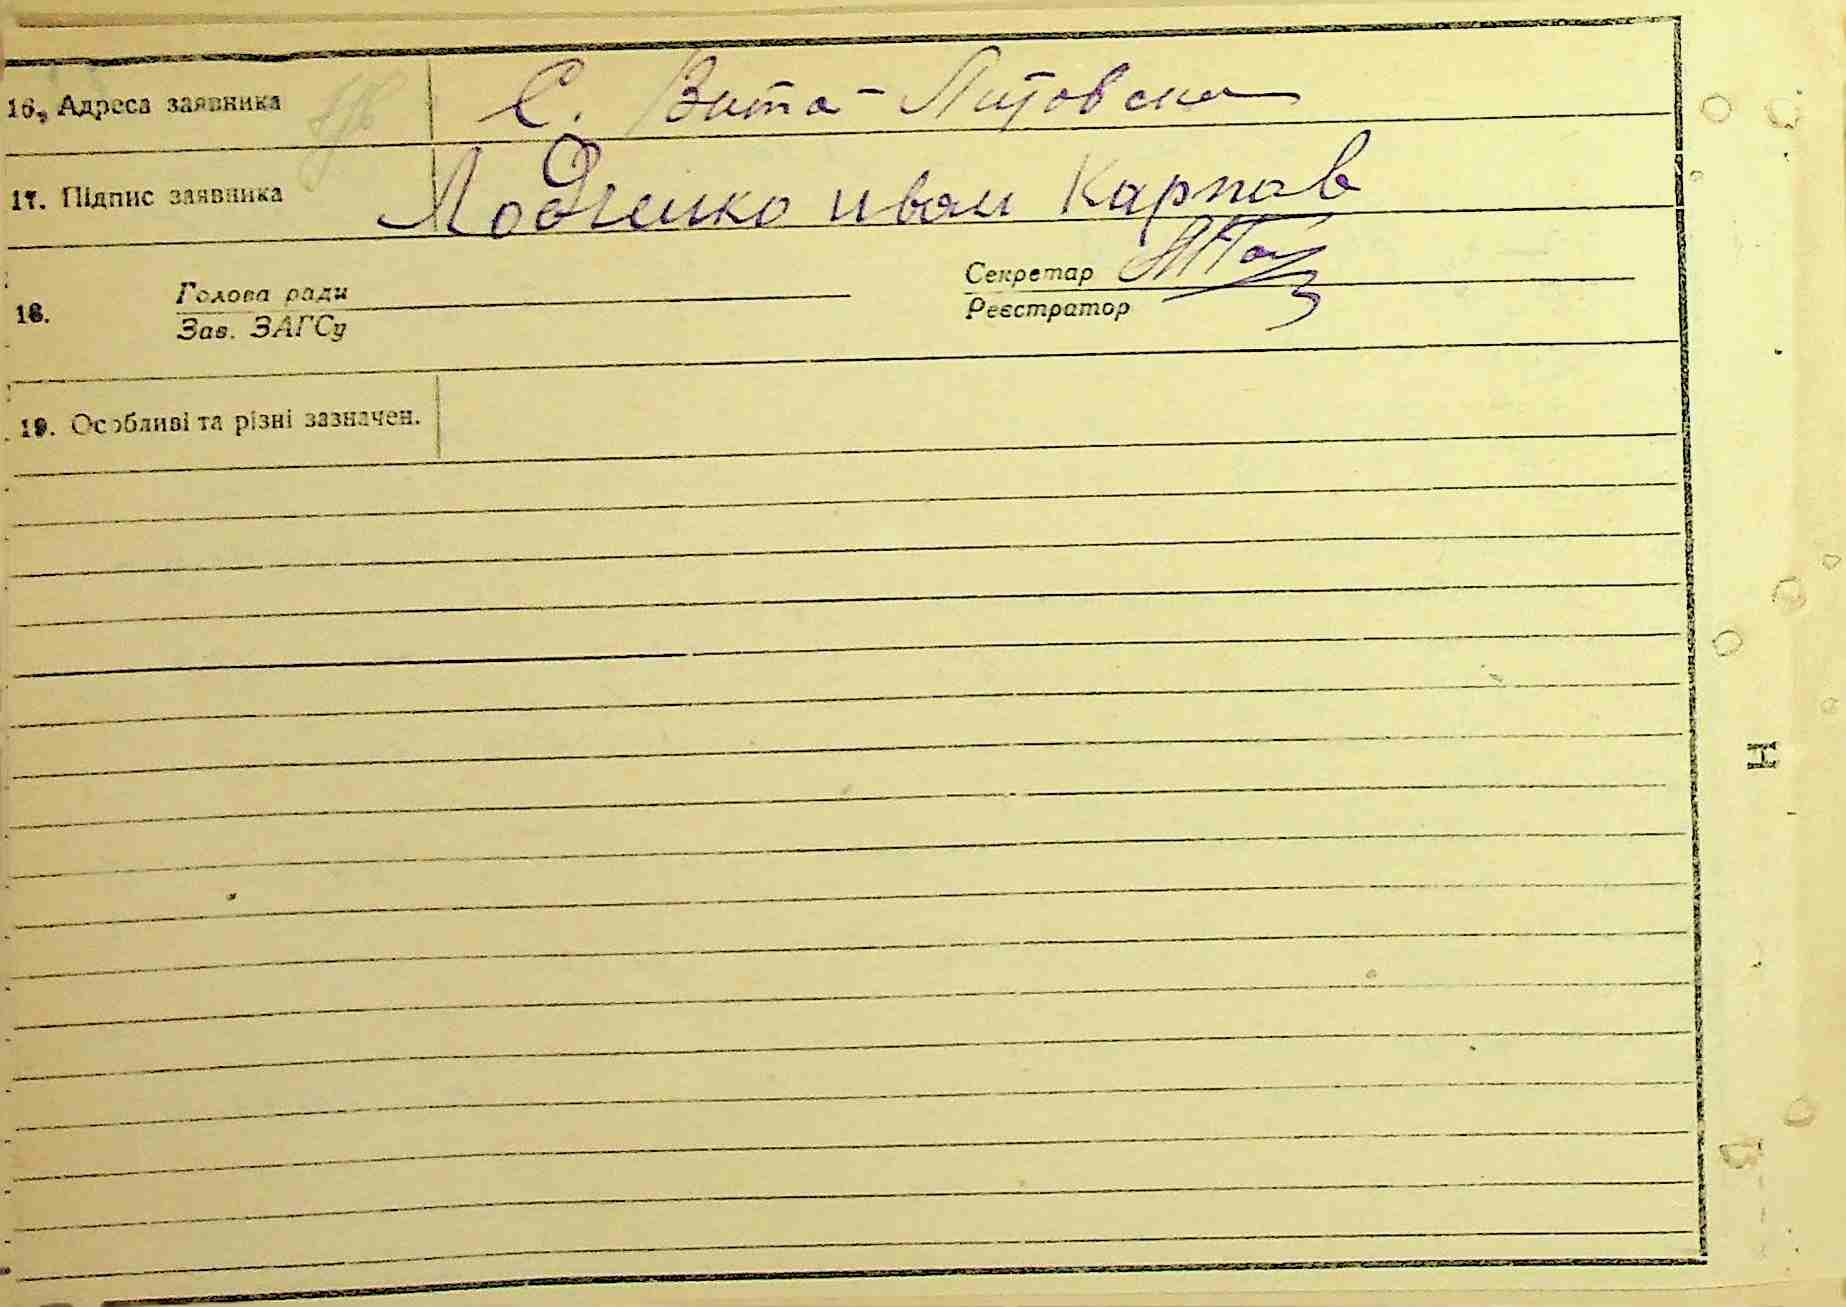 16. Адреса заявника С. Вита-Литовска
17. Підпис заявника иван Карпов
18. Голова ради Секретар
Зав. ЗАГСу Реєстратор
19. Особливі та різні зазначен.
Н